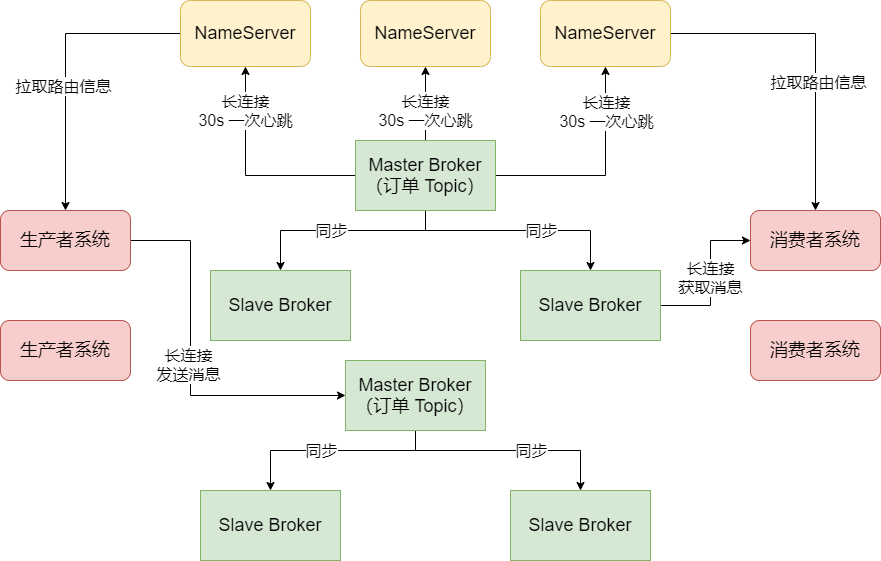 NameServer
NameServer
NameServer
拉取路由信息
长连接
30s 一次心跳
长连接
30s 一次心跳
长连接
30s 一次心跳
拉取路由信息
Master Broker
（订单 Topic）
生产者系统
同步
同步
消费者系统
Slave Broker
Slave Broker
长连接
获取消息
生产者系统
长连接
发送消息
Master Broker
（订单 Topic）
消费者系统
同步
同步
Slave Broker
Slave Broker